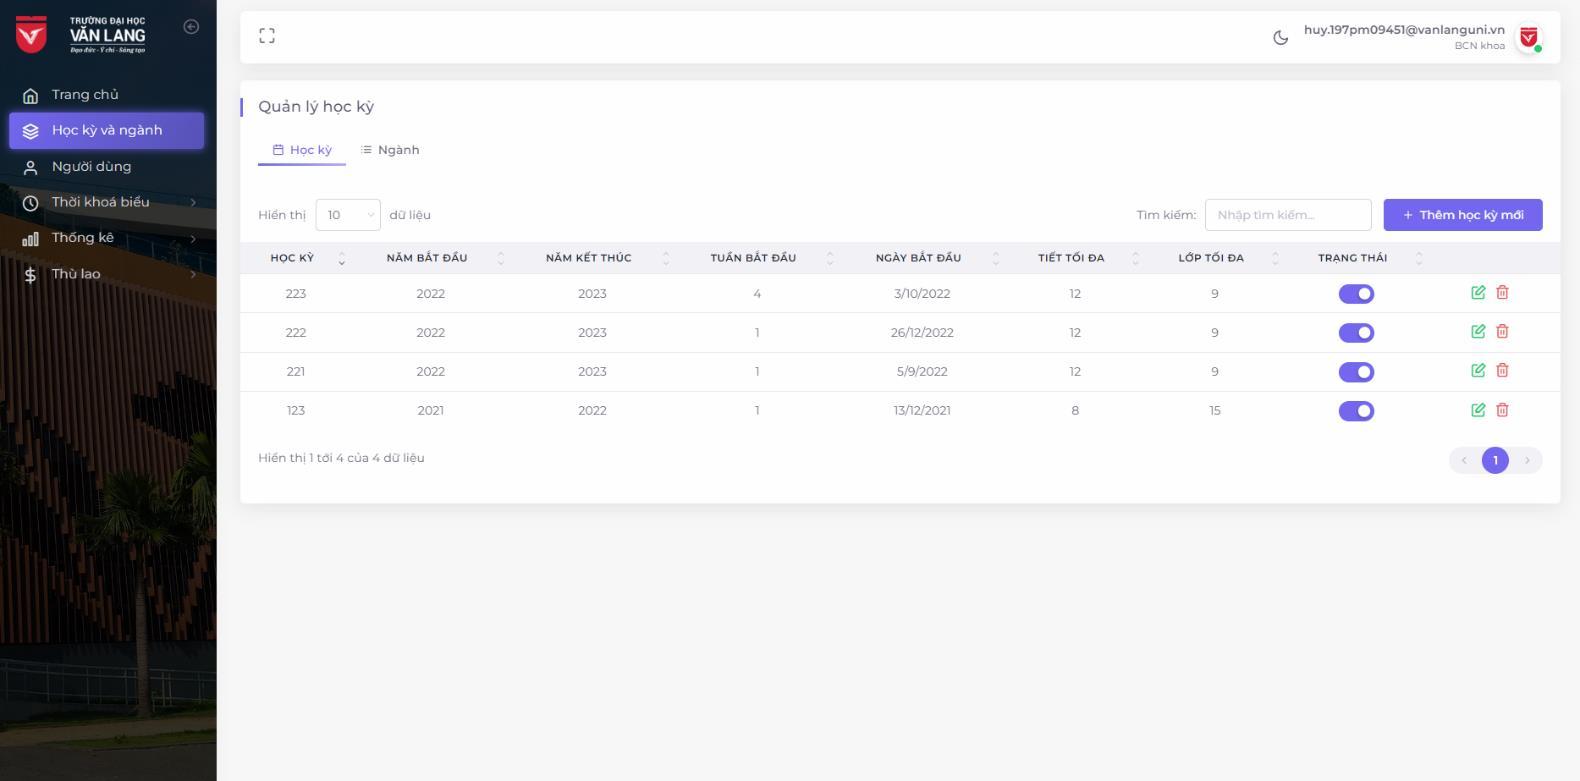 TRƯỜNG ĐẠI HỌC
VĂN LANG
Đạo đức - Ý chí - Sáng tạo
Trang chủ
Học kỳ và ngành
Người dùng
Thời khoá biểu
Thống kê
Thù lao
huy.197pm09451@vanlanguni.vn
BCN khoa
Quản lý học kỳ
Học kỳ Ngành
Hiển thị 10 dữ liệu Tìm kiếm: Nhập tìm kiếm... + Thêm học kỳ mới
HỌC KỲ NĂM BẮT ĐẦU NĂM KẾT THÚC TUẦN BẮT ĐẦU NGÀY BẮT ĐẦU TIẾT TỐI ĐA LỚP TỐI ĐA TRẠNG THÁI
223 2022 2023 4 3/10/2022 12 9
222 2022 2023 1 26/12/2022 12 9
221 2022 2023 1 5/9/2022 12 9
123 2021 2022 1 13/12/2021 8 15
Hiển thị 1 tới 4 của 4 dữ liệu 1